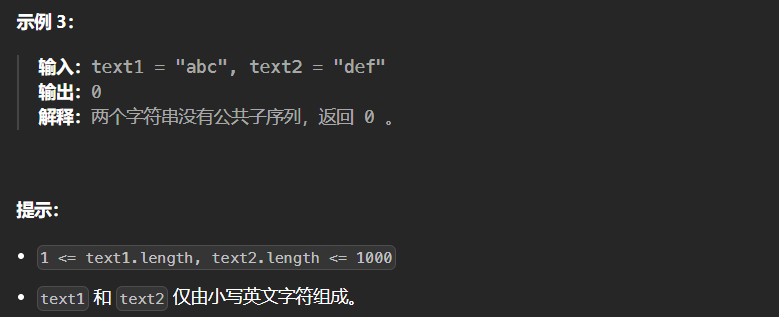 示例 3：
输入：text1 = "abc", text2 = "def"
输出：0
解释：两个字符串没有公共子序列，返回 0 。
提示：
1 <= text1.length, text2.length <= 1000
text1 和 text2 仅由小写英文字符组成。